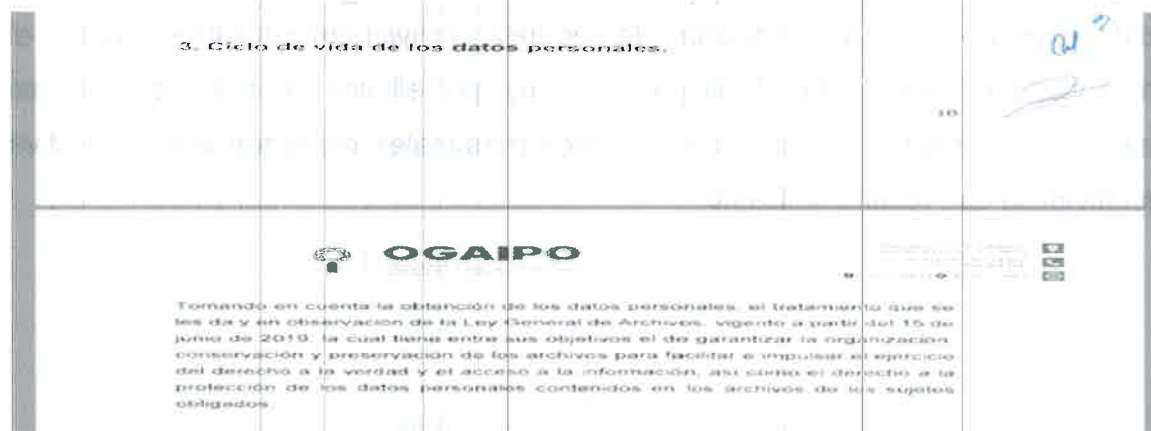 3. Ciclo de vida de los datos personales.
10
OGAIPO
Tomando en cuenta la obtención de los datos personales, el tratamiento que se
les da y en observación de la Ley General de Archivos, vigente a partir del 15 de
junio de 2019, la cual tiene entre sus objetivos el de garantizar la organización,
conservación y preservación de los archivos para facilitar e impulsar el ejercicio
del derecho a la verdad y el acceso a la información, así como el derecho a la
protección de los datos personales contenidos en los archivos de los sujetos
obligados.